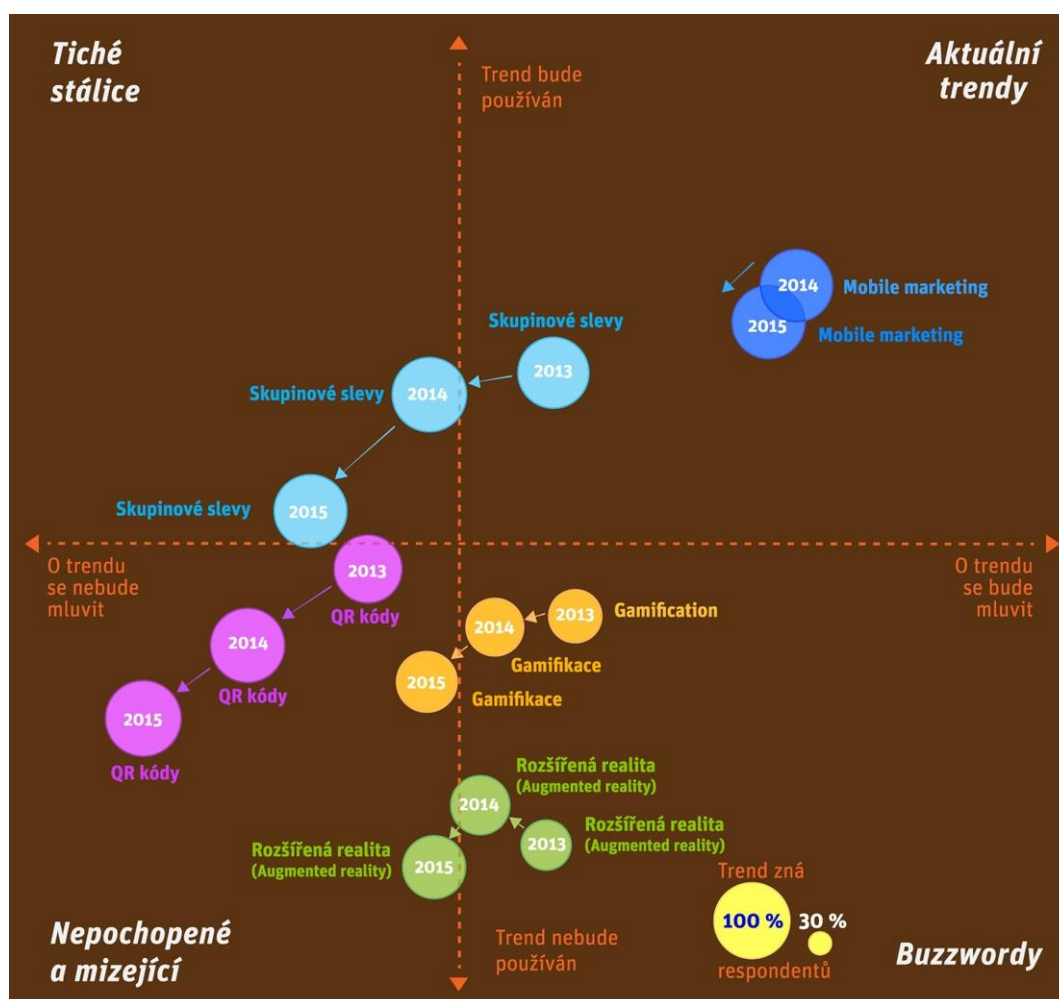 Tiché
stálice
Aktuální
trendy
Trend bude
používán
2014
Mobile marketing
2015
Mobile marketing
Skupinové slevy
2013
Skupinové slevy
2014
Skupinové slevy
2015
O trendu
se nebude
mluvit
O trendu
se bude
mluvit
2013
QR kódy
2014
QR kódy
2015
QR kódy
2013
Gamification
2014
Gamifikace
2015
Gamifikace
Rozšířená realita
(Augmented reality)
2014
Rozšířená realita
(Augmented reality)
2013
Rozšířená realita
(Augmented reality)
2015
Trend zná
100 %
30 %
respondentů
Nepochopené
a mizející
Trend nebude
používán
Buzzwordy